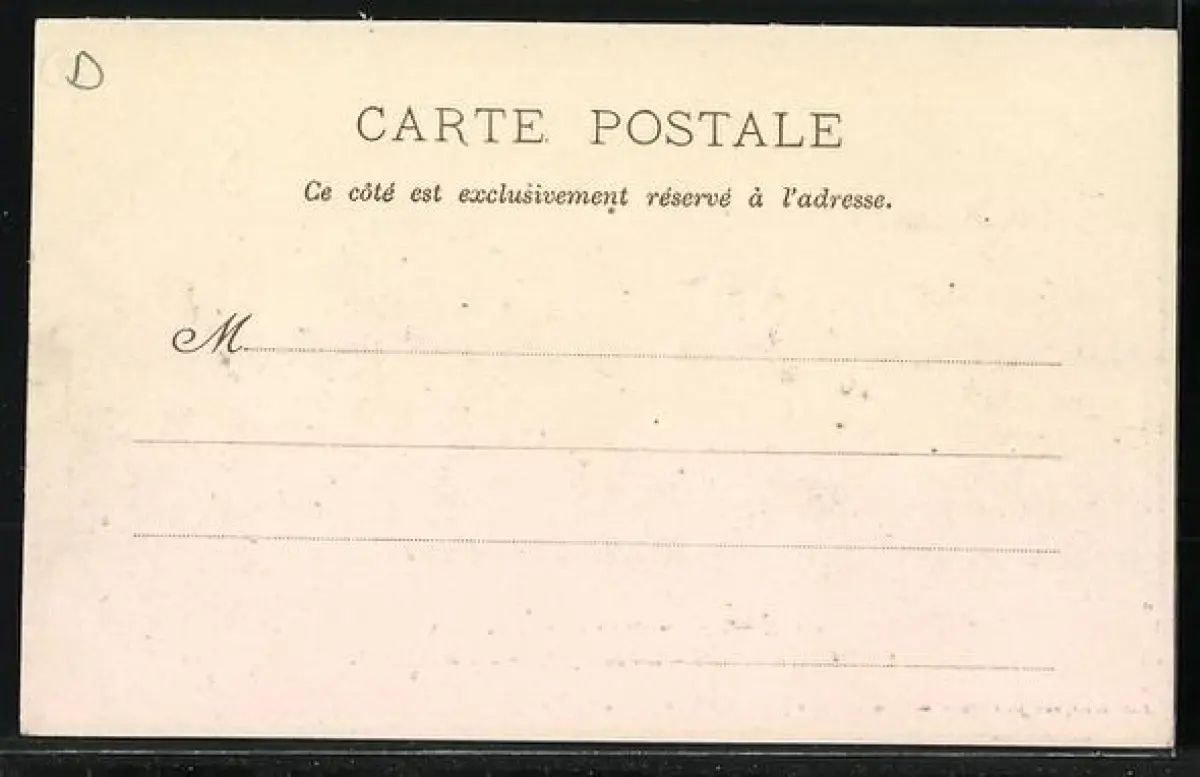 D
CARTE POSTALE
Ce côté est exclusivement réservé à l'adresse.
M